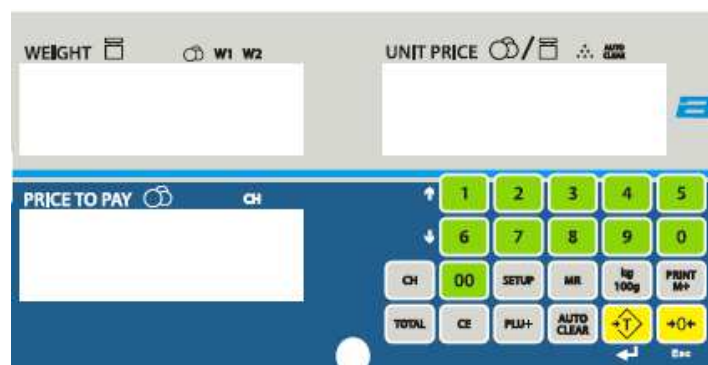 WEIGHT W1 W2
UNIT PRICE / AUTO CLEAR
PRICE TO PAY CH
1 2 3 4 5
6 7 8 9 0
CH 00 SETUP MR kg 100g PRINT M+
TOTAL CE PLU+ AUTO CLEAR →T← →0←
Esc